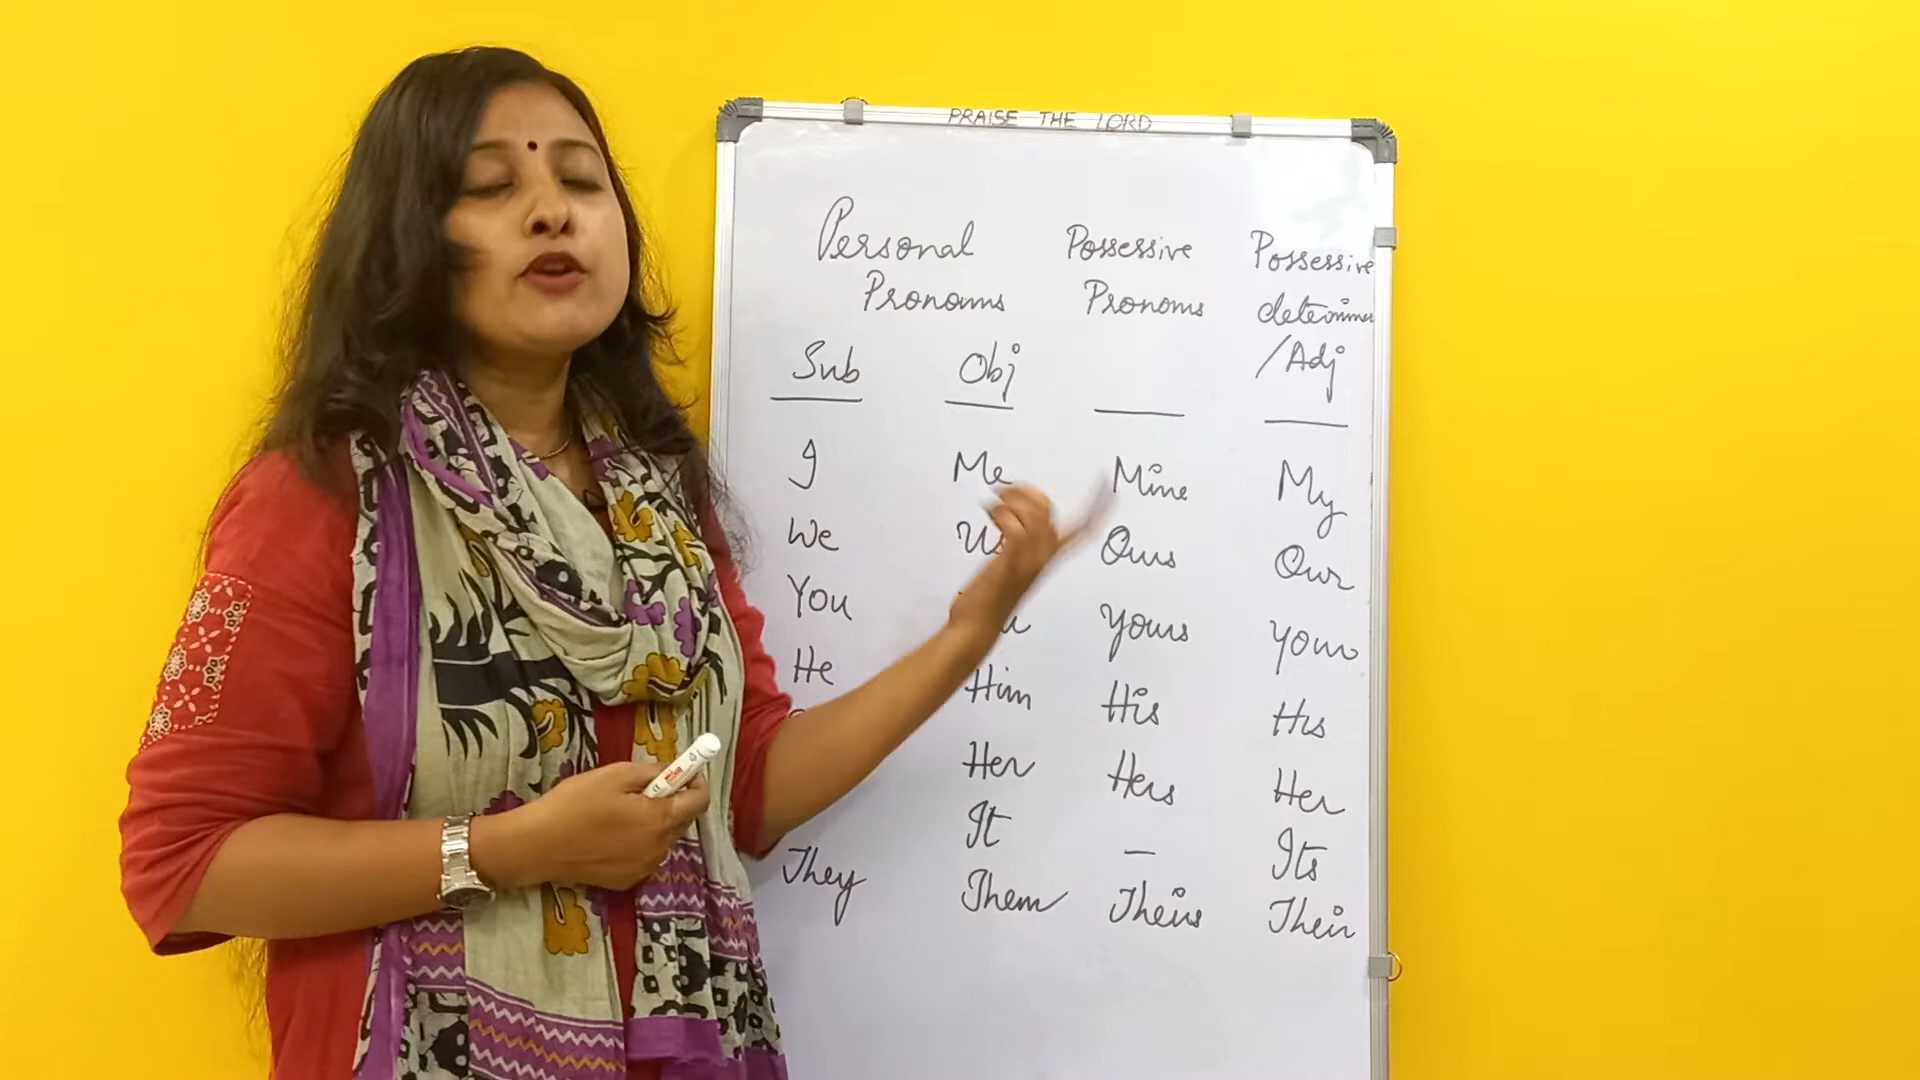 PRAISE THE LORD
Personal Possessive Possessive
Pronouns Pronouns determiner
Sub Obj /Adj
I Me Mine My
We Us Ours Our
You Yours Your
He Him His His
Her Hers Her
It — Its
They Them Theirs Their